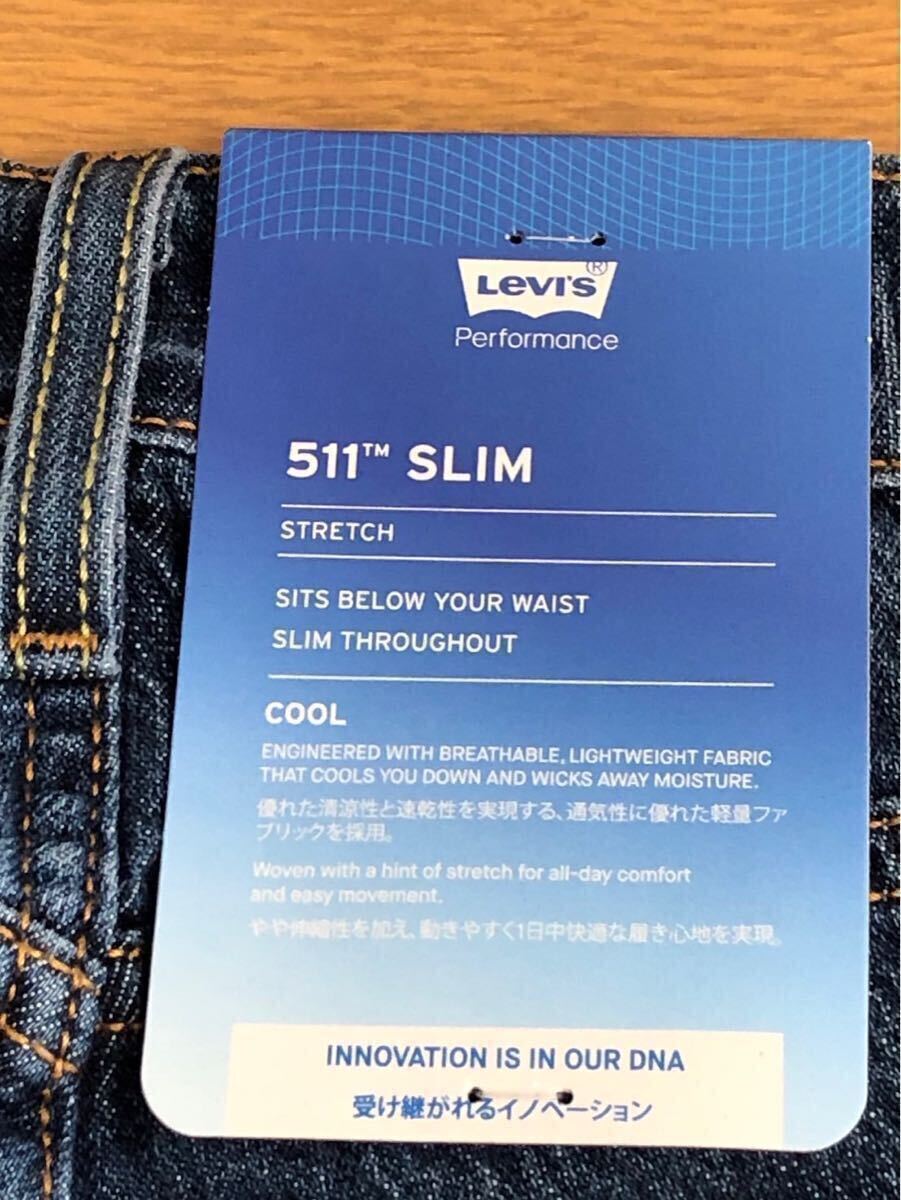 Levi's®
Performance
511™ SLIM
STRETCH
SITS BELOW YOUR WAIST
SLIM THROUGHOUT
COOL
ENGINEERED WITH BREATHABLE, LIGHTWEIGHT FABRIC
THAT COOLS YOU DOWN AND WICKS AWAY MOISTURE.
優れた清涼性と速乾性を実現する、通気性に優れた軽量ファ
ブリックを採用。
Woven with a hint of stretch for all-day comfort
and easy movement.
やや伸縮性を加え、動きやすく1日中快適な履き心地を実現。
INNOVATION IS IN OUR DNA
受け継がれるイノベーション